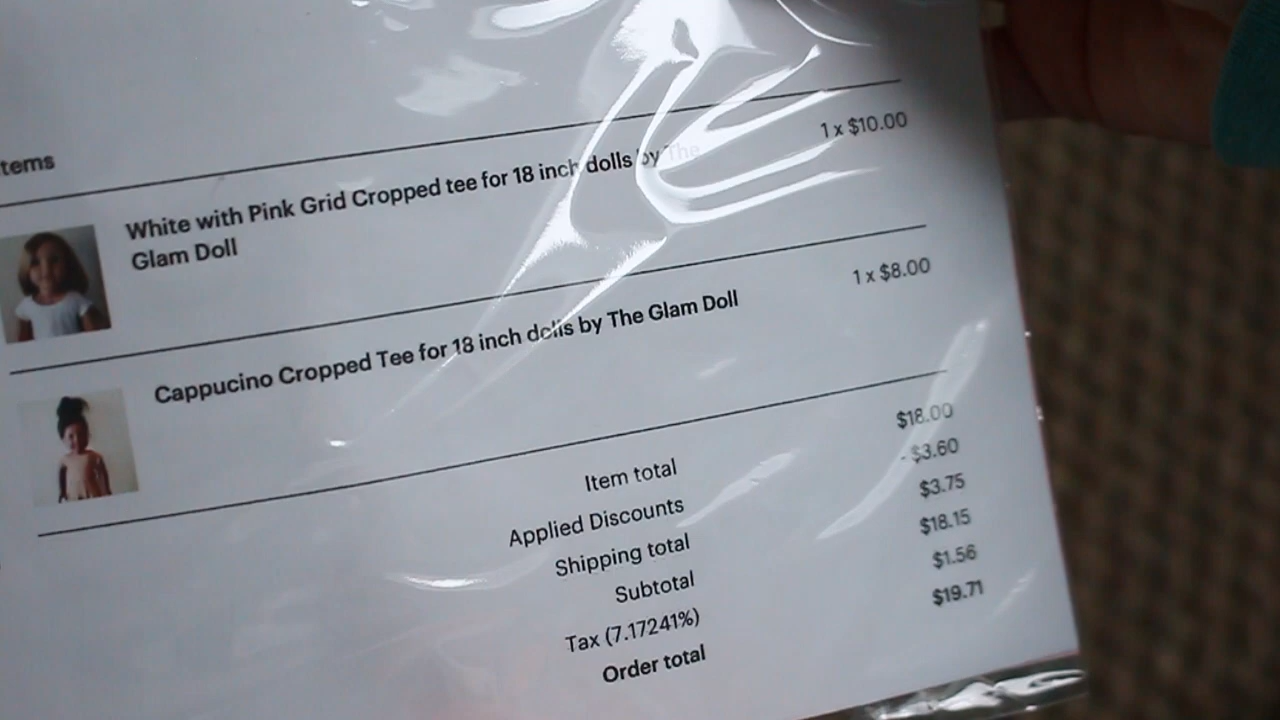 tems
1 x $10.00
White with Pink Grid Cropped tee for 18 inch dolls by The
Glam Doll
1 x $8.00
Cappucino Cropped Tee for 18 inch dolls by The Glam Doll
Item total $18.00
Applied Discounts - $3.60
Shipping total $3.75
Subtotal $18.15
Tax (7.17241%) $1.56
Order total $19.71